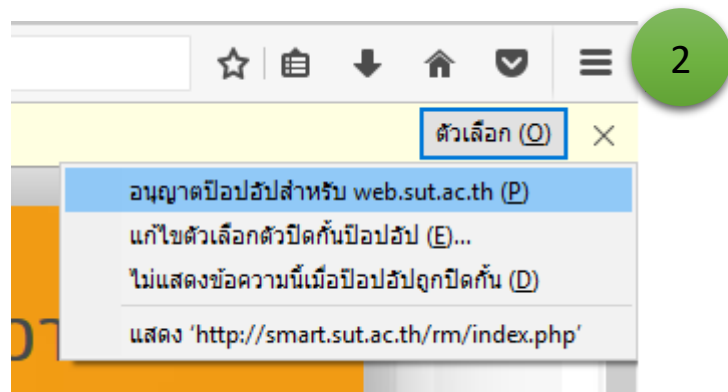 2
ตัวเลือก (O)
อนุญาตป๊อปอัปสำหรับ web.sut.ac.th (P)
แก้ไขตัวเลือกตัวปิดกั้นป๊อปอัป (E)...
ไม่แสดงข้อความนี้เมื่อป๊อปอัปถูกปิดกั้น (D)
แสดง ‘http://smart.sut.ac.th/rm/index.php’